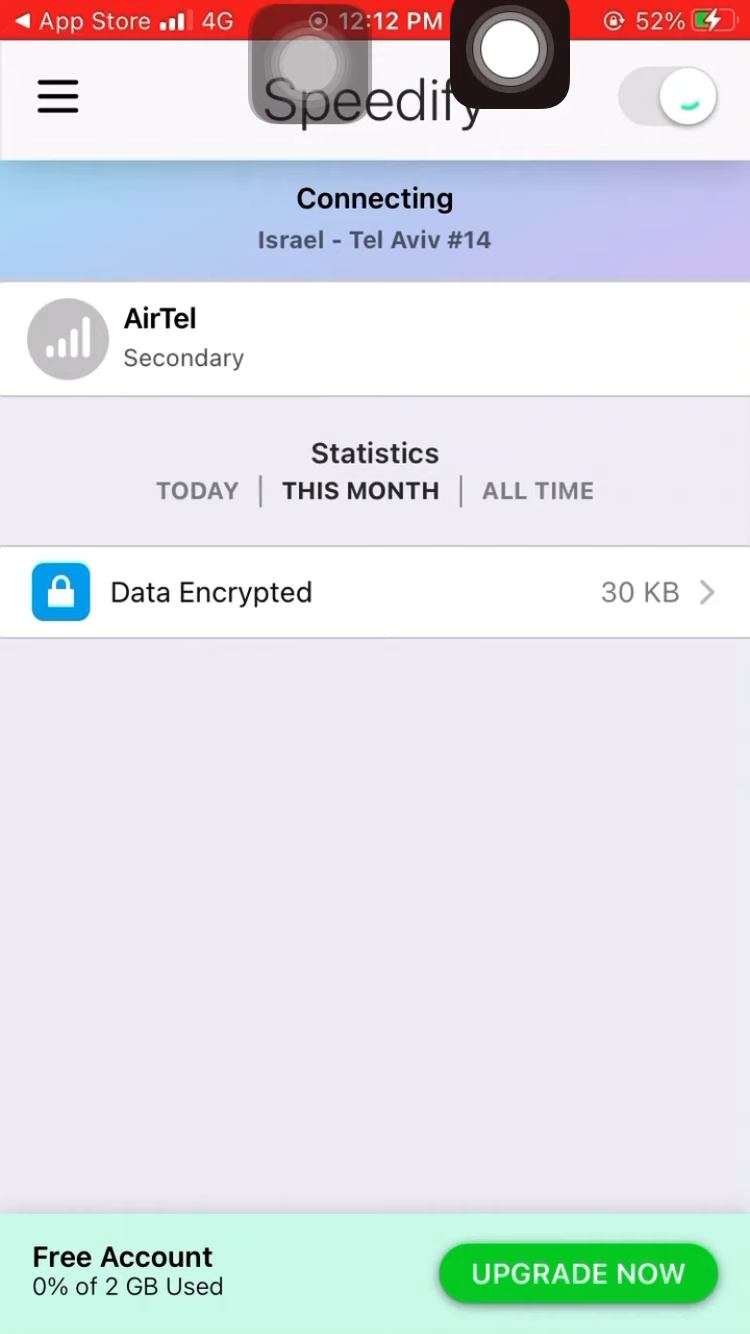 App Store 4G 12:12 PM 52%
Speedify
Connecting
Israel - Tel Aviv #14
AirTel
Secondary
Statistics
TODAY | THIS MONTH | ALL TIME
Data Encrypted 30 KB
Free Account
0% of 2 GB Used
UPGRADE NOW